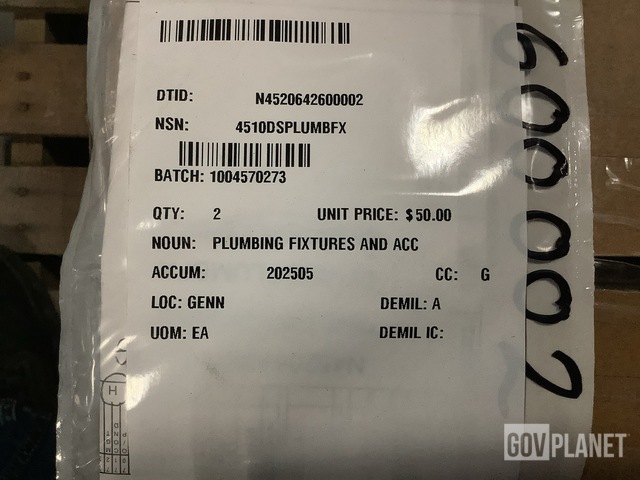 DTID: N4520642600002
NSN: 4510DSPLUMBFX
BATCH: 1004570273
QTY: 2 UNIT PRICE: $50.00
NOUN: PLUMBING FIXTURES AND ACC
ACCUM: 202505 CC: G
LOC: GENN DEMIL: A
UOM: EA DEMIL IC:
H
600002
GOVPLANET